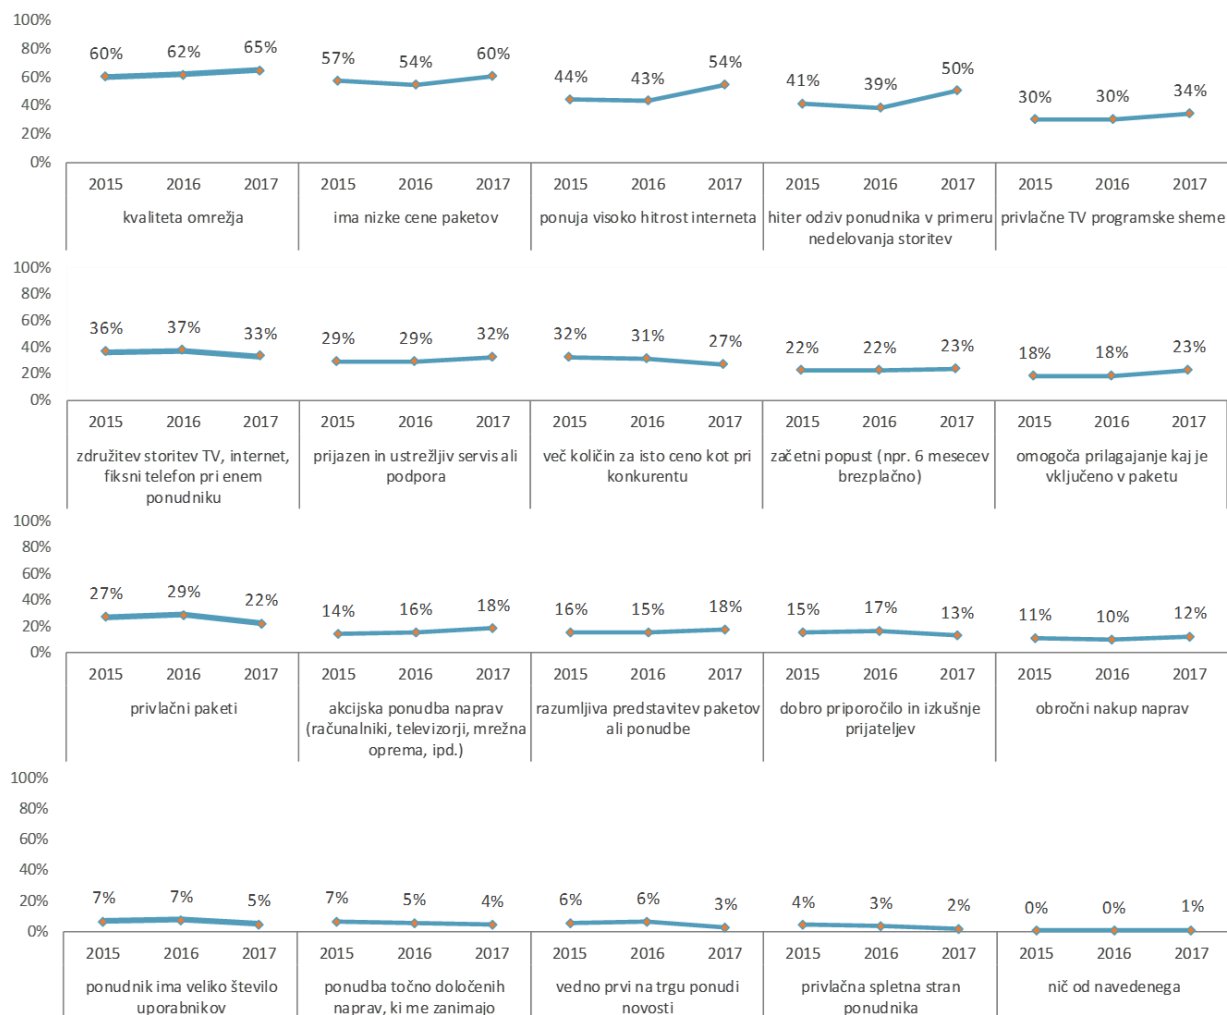 100%
80%
60%
40%
20%
0%
60% 62% 65% 57% 54% 60% 44% 43% 54% 41% 39% 50% 30% 30% 34%
2015 2016 2017 2015 2016 2017 2015 2016 2017 2015 2016 2017 2015 2016 2017
kvaliteta omrežja
ima nizke cene paketov
ponuja visoko hitrost interneta
hiter odziv ponudnika v primeru
nedelovanja storitev
privlačne TV programske sheme
100%
80%
60%
40%
20%
0%
36% 37% 33% 29% 29% 32% 32% 31% 27% 22% 22% 23% 18% 18% 23%
2015 2016 2017 2015 2016 2017 2015 2016 2017 2015 2016 2017 2015 2016 2017
združitev storitev TV, internet,
fiksni telefon pri enem
ponudniku
prijazen in ustrežljiv servis ali
podpora
več količin za isto ceno kot pri
konkurentu
začetni popust (npr. 6 mesecev
brezplačno)
omogoča prilagajanje kaj je
vključeno v paketu
100%
80%
60%
40%
20%
0%
27% 29% 22% 14% 16% 18% 16% 15% 18% 15% 17% 13% 11% 10% 12%
2015 2016 2017 2015 2016 2017 2015 2016 2017 2015 2016 2017 2015 2016 2017
privlačni paketi
akcijska ponudba naprav
(računalniki, televizorji, mrežna
oprema, ipd.)
razumljiva predstavitev paketov
ali ponudbe
dobro priporočilo in izkušnje
prijateljev
obročni nakup naprav
100%
80%
60%
40%
20%
0%
7% 7% 5% 7% 5% 4% 6% 6% 3% 4% 3% 2% 0% 0% 1%
2015 2016 2017 2015 2016 2017 2015 2016 2017 2015 2016 2017 2015 2016 2017
ponudnik ima veliko število
uporabnikov
ponudba točno določenih
naprav, ki me zanimajo
vedno prvi na trgu ponudi
novosti
privlačna spletna stran
ponudnika
nič od navedenega